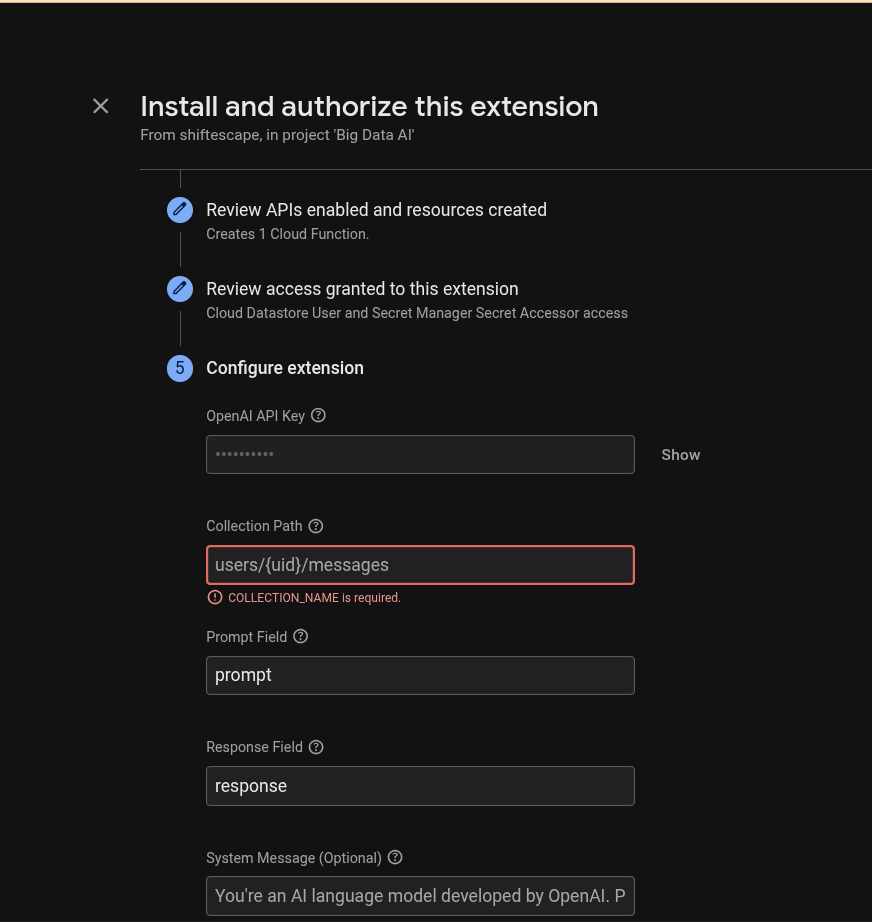 Install and authorize this extension
From shiftescape, in project 'Big Data AI'
Review APIs enabled and resources created
Creates 1 Cloud Function.
Review access granted to this extension
Cloud Datastore User and Secret Manager Secret Accessor access
5 Configure extension
OpenAI API Key
•••••••••• Show
Collection Path
users/{uid}/messages
COLLECTION_NAME is required.
Prompt Field
prompt
Response Field
response
System Message (Optional)
You're an AI language model developed by OpenAI. P